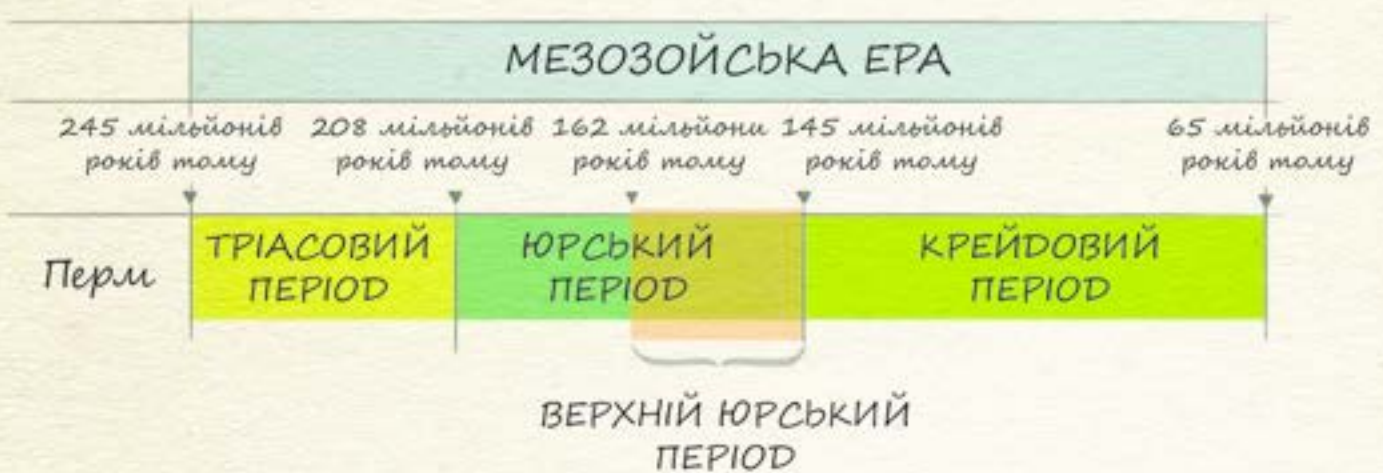 МЕЗОЗОЙСЬКА ЕРА
245 мільйонів 208 мільйонів 162 мільйони 145 мільйонів 65 мільйонів
років тому років тому років тому років тому років тому
Перм
ТРІАСОВИЙ
ПЕРІОД
ЮРСЬКИЙ
ПЕРІОД
КРЕЙДОВИЙ
ПЕРІОД
ВЕРХНІЙ ЮРСЬКИЙ
ПЕРІОД